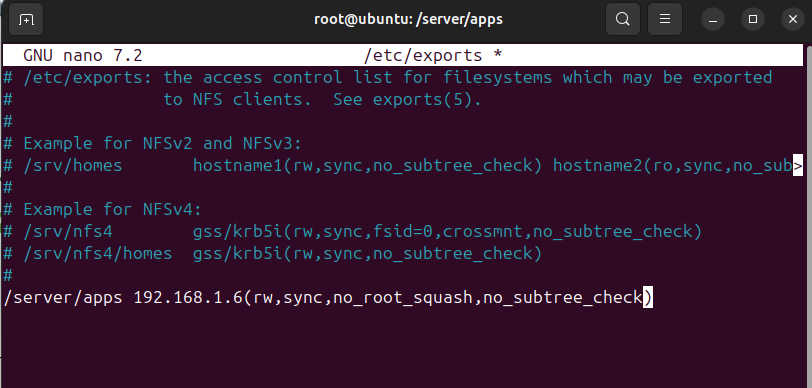 root@ubuntu: /server/apps
GNU nano 7.2 /etc/exports *
# /etc/exports: the access control list for filesystems which may be exported
# to NFS clients. See exports(5).
#
# Example for NFSv2 and NFSv3:
# /srv/homes hostname1(rw,sync,no_subtree_check) hostname2(ro,sync,no_sub>
#
# Example for NFSv4:
# /srv/nfs4 gss/krb5i(rw,sync,fsid=0,crossmnt,no_subtree_check)
# /srv/nfs4/homes gss/krb5i(rw,sync,no_subtree_check)
#
/server/apps 192.168.1.6(rw,sync,no_root_squash,no_subtree_check)